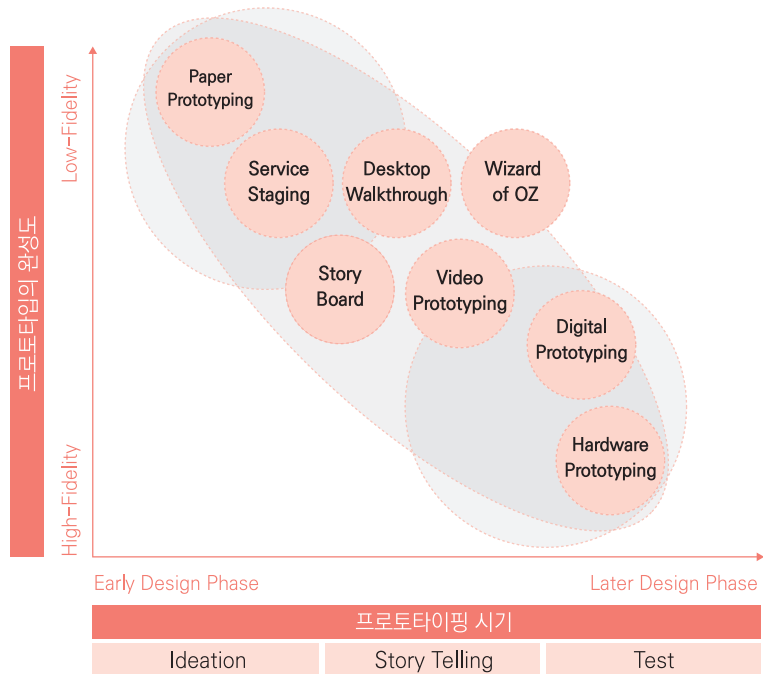 프로토타입의 완성도
Low-Fidelity
High-Fidelity
Paper
Prototyping
Service
Staging
Desktop
Walkthrough
Wizard
of OZ
Story
Board
Video
Prototyping
Digital
Prototyping
Hardware
Prototyping
Early Design Phase
Later Design Phase
프로토타이핑 시기
Ideation
Story Telling
Test